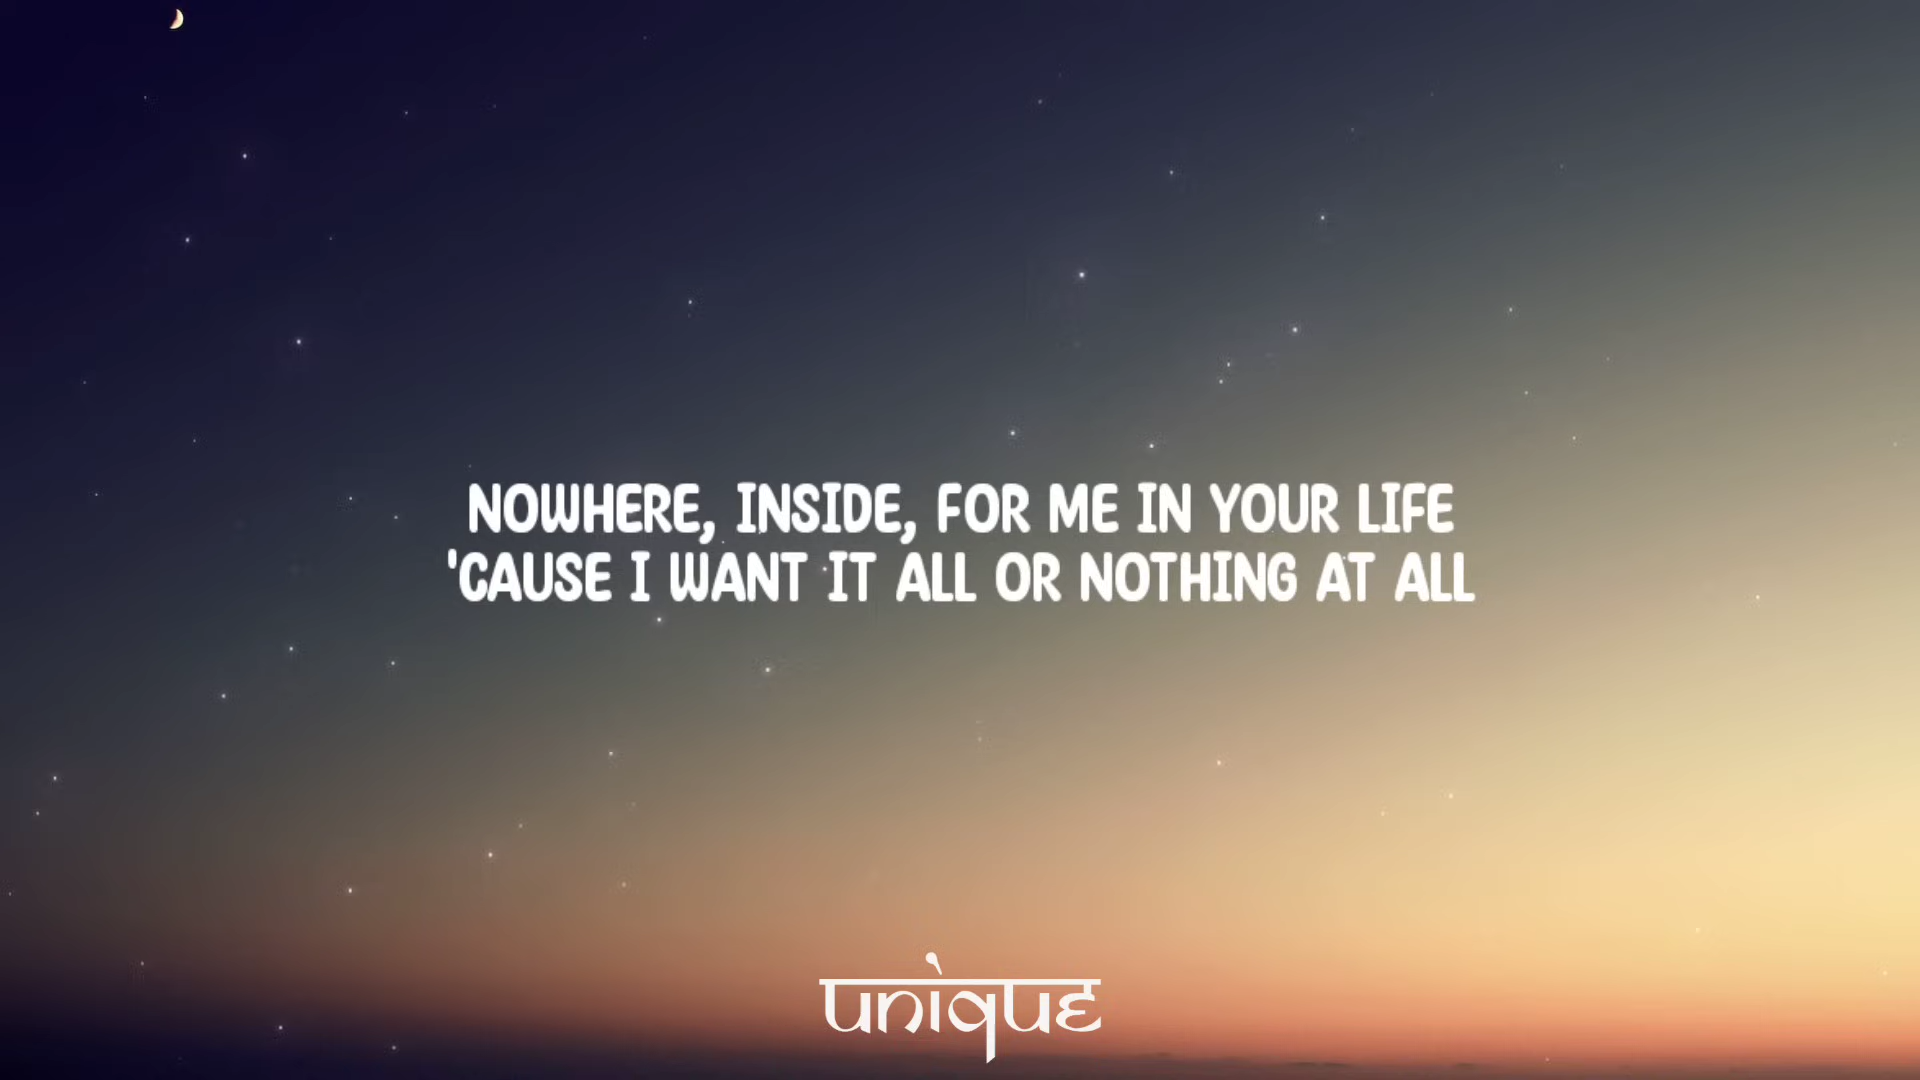 NOWHERE, INSIDE, FOR ME IN YOUR LIFE
'CAUSE I WANT IT ALL OR NOTHING AT ALL
unique